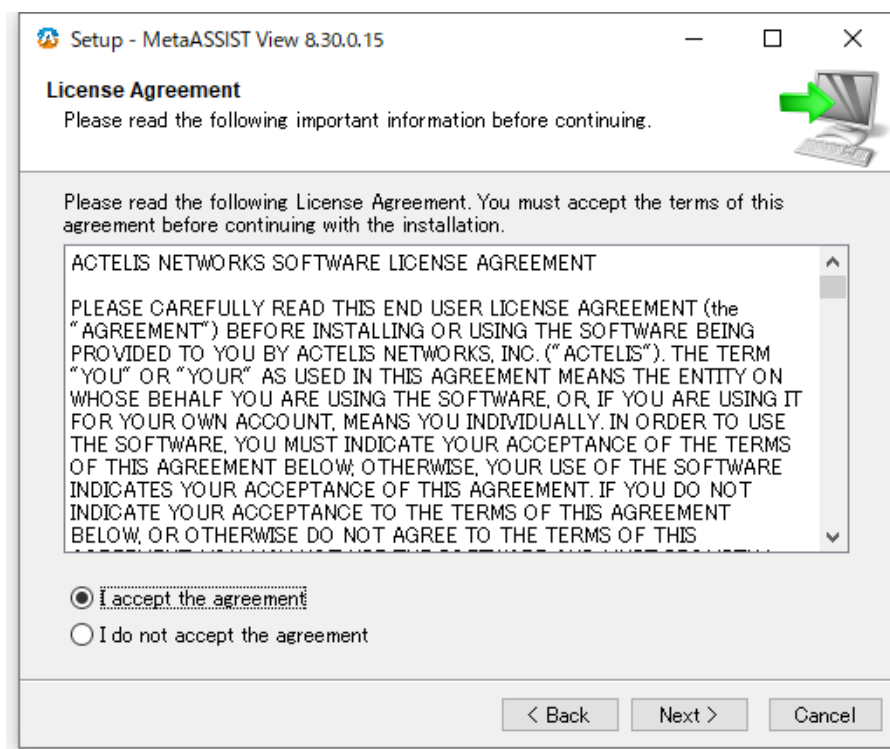 Setup - MetaASSIST View 8.30.0.15
License Agreement
Please read the following important information before continuing.
Please read the following License Agreement. You must accept the terms of this
agreement before continuing with the installation.
ACTELIS NETWORKS SOFTWARE LICENSE AGREEMENT
PLEASE CAREFULLY READ THIS END USER LICENSE AGREEMENT (the
"AGREEMENT") BEFORE INSTALLING OR USING THE SOFTWARE BEING
PROVIDED TO YOU BY ACTELIS NETWORKS, INC. ("ACTELIS"). THE TERM
"YOU" OR "YOUR" AS USED IN THIS AGREEMENT MEANS THE ENTITY ON
WHOSE BEHALF YOU ARE USING THE SOFTWARE, OR, IF YOU ARE USING IT
FOR YOUR OWN ACCOUNT, MEANS YOU INDIVIDUALLY. IN ORDER TO USE
THE SOFTWARE, YOU MUST INDICATE YOUR ACCEPTANCE OF THE TERMS
OF THIS AGREEMENT BELOW; OTHERWISE, YOUR USE OF THE SOFTWARE
INDICATES YOUR ACCEPTANCE OF THIS AGREEMENT. IF YOU DO NOT
INDICATE YOUR ACCEPTANCE TO THE TERMS OF THIS AGREEMENT
BELOW, OR OTHERWISE DO NOT AGREE TO THE TERMS OF THIS
I accept the agreement
I do not accept the agreement
< Back
Next >
Cancel